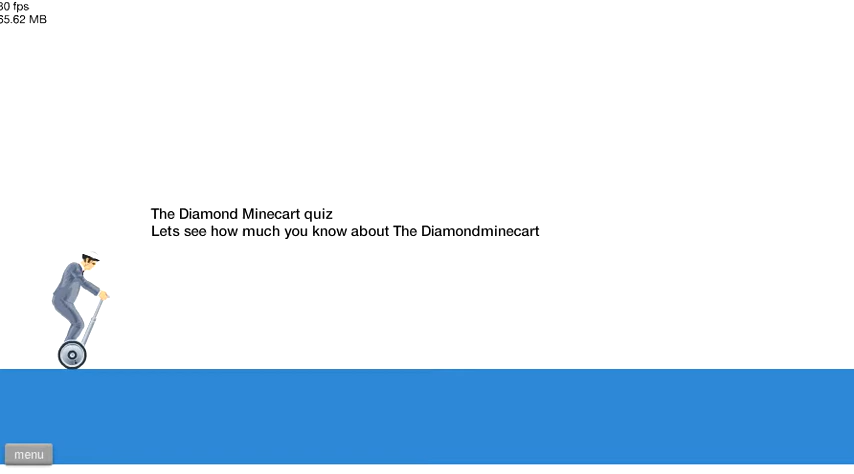 30 fps
65.62 MB
The Diamond Minecart quiz
Lets see how much you know about The Diamondminecart
menu